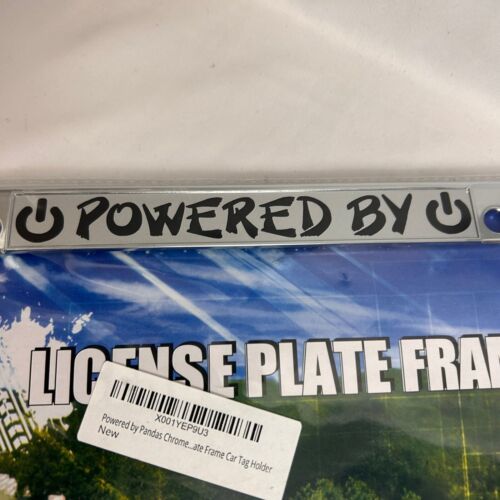 POWERED BY
LICENSE PLATE FRA
X001YEP9U3
Powered by Pandas Chrome...ate Frame Car Tag Holder
New